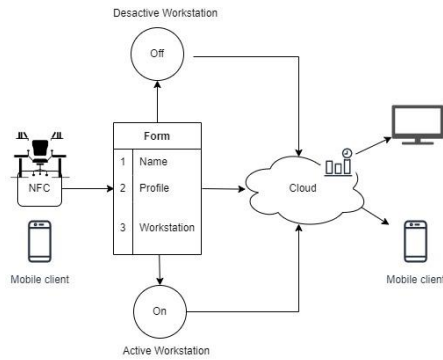 Desactive Workstation
Off
Form
1 Name
2 Profile
3 Workstation
NFC
Cloud
Mobile client
Mobile client
On
Active Workstation